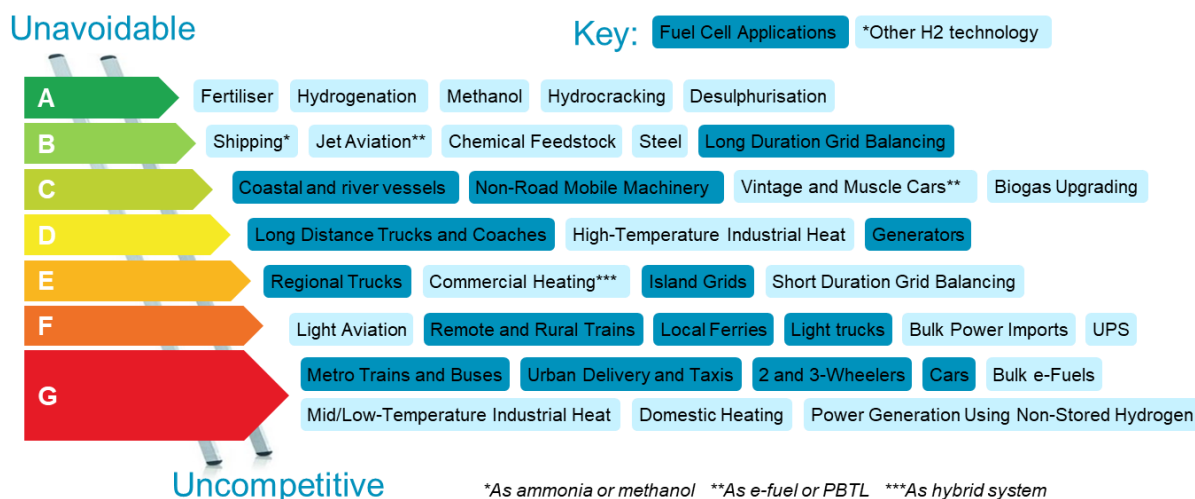 Unavoidable
Key: Fuel Cell Applications *Other H2 technology
A Fertiliser Hydrogenation Methanol Hydrocracking Desulphurisation
B Shipping* Jet Aviation** Chemical Feedstock Steel Long Duration Grid Balancing
C Coastal and river vessels Non-Road Mobile Machinery Vintage and Muscle Cars** Biogas Upgrading
D Long Distance Trucks and Coaches High-Temperature Industrial Heat Generators
E Regional Trucks Commercial Heating*** Island Grids Short Duration Grid Balancing
F Light Aviation Remote and Rural Trains Local Ferries Light trucks Bulk Power Imports UPS
G Metro Trains and Buses Urban Delivery and Taxis 2 and 3-Wheelers Cars Bulk e-Fuels
Mid/Low-Temperature Industrial Heat Domestic Heating Power Generation Using Non-Stored Hydrogen
Uncompetitive
*As ammonia or methanol **As e-fuel or PBTL ***As hybrid system